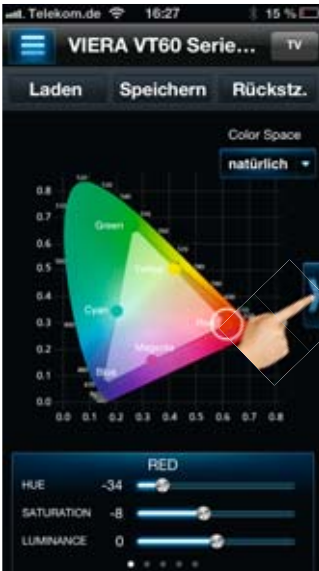 Telekom.de 16:27 15 %
VIERA VT60 Serie... TV
Laden Speichern Rückstz.
Color Space
natürlich
0.8
0.7
Green
0.6
0.5
Yellow
0.4
Cyan
0.3
Red
0.2
Magenta
0.1
Blue
0.0
0.0 0.1 0.2 0.3 0.4 0.5 0.6 0.7 0.8
RED
HUE -34
SATURATION -8
LUMINANCE 0